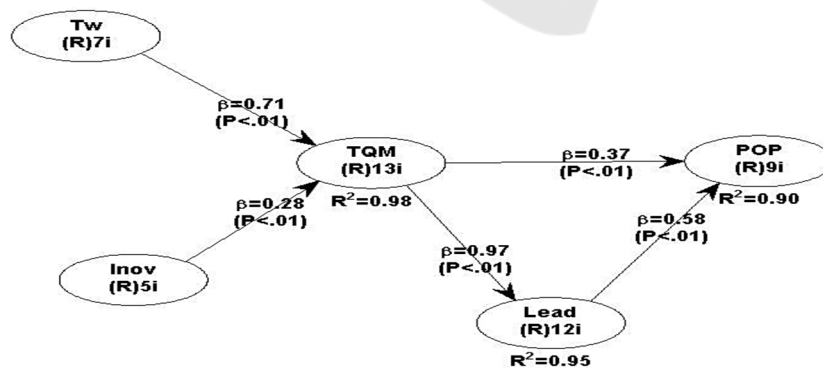 Tw
(R)7i
β=0.71
(P<.01)
TQM
(R)13i
R²=0.98
β=0.37
(P<.01)
POP
(R)9i
R²=0.90
β=0.28
(P<.01)
β=0.58
(P<.01)
β=0.97
(P<.01)
Inov
(R)5i
Lead
(R)12i
R²=0.95